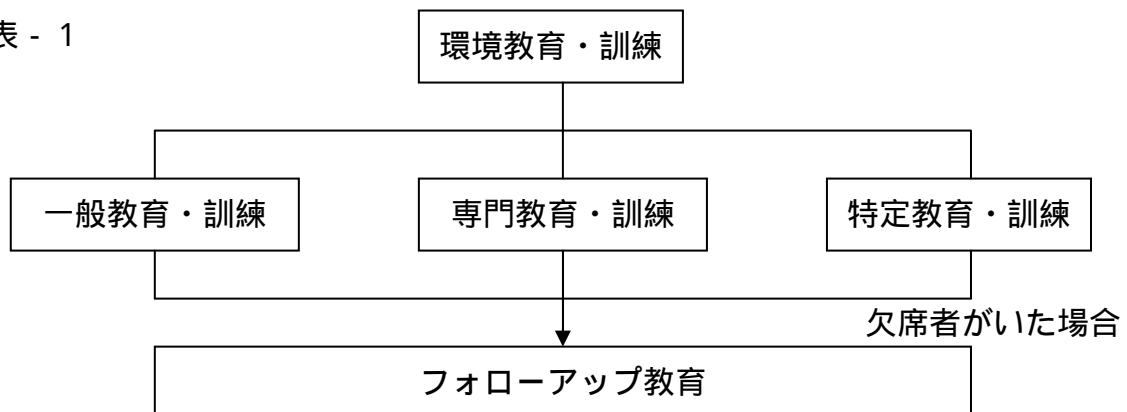 表 - 1
環境教育・訓練
一般教育・訓練
専門教育・訓練
特定教育・訓練
欠席者がいた場合
フォローアップ教育